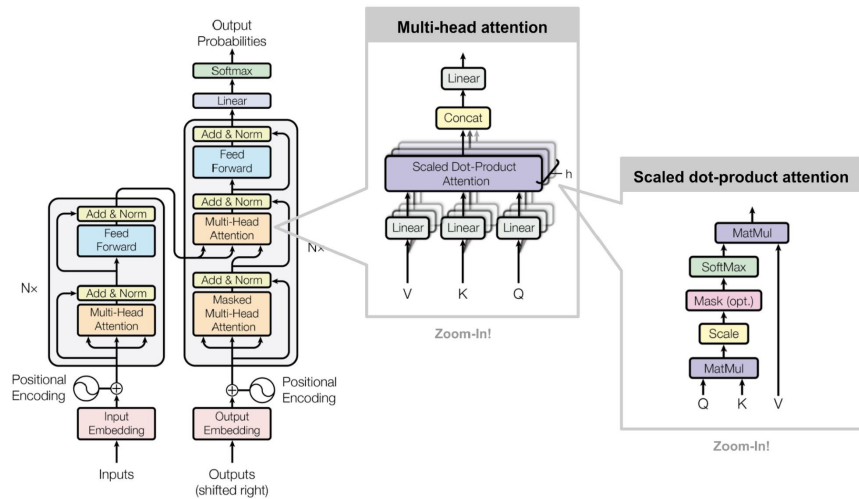 Output
Probabilities
Softmax
Linear
Add & Norm
Feed
Forward
Add & Norm
Multi-Head
Attention
Add & Norm
Masked
Multi-Head
Attention
N×
Positional
Encoding
Output
Embedding
Outputs
(shifted right)
Add & Norm
Feed
Forward
Add & Norm
Multi-Head
Attention
N×
Positional
Encoding
Input
Embedding
Inputs
Multi-head attention
Linear
Concat
Scaled Dot-Product
Attention
h
Linear
Linear
Linear
V
K
Q
Zoom-In!
Scaled dot-product attention
MatMul
SoftMax
Mask (opt.)
Scale
MatMul
Q
K
V
Zoom-In!